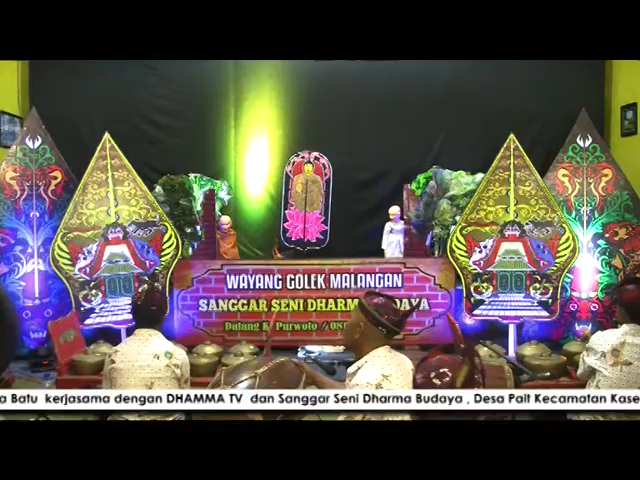 WAYANG GOLEK MALANGAN
SANGGAR SENI DHARMA BUDAYA
Purwoto
a Batu kerjasama dengan DHAMMA TV dan Sanggar Seni Dharma Budaya , Desa Pait Kecamatan Kase